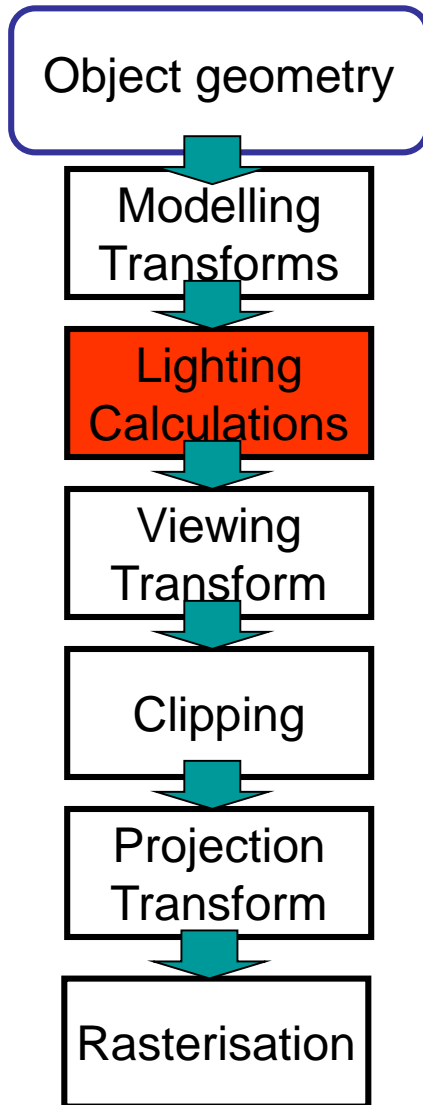 Object geometry
Modelling
Transforms
Lighting
Calculations
Viewing
Transform
Clipping
Projection
Transform
Rasterisation